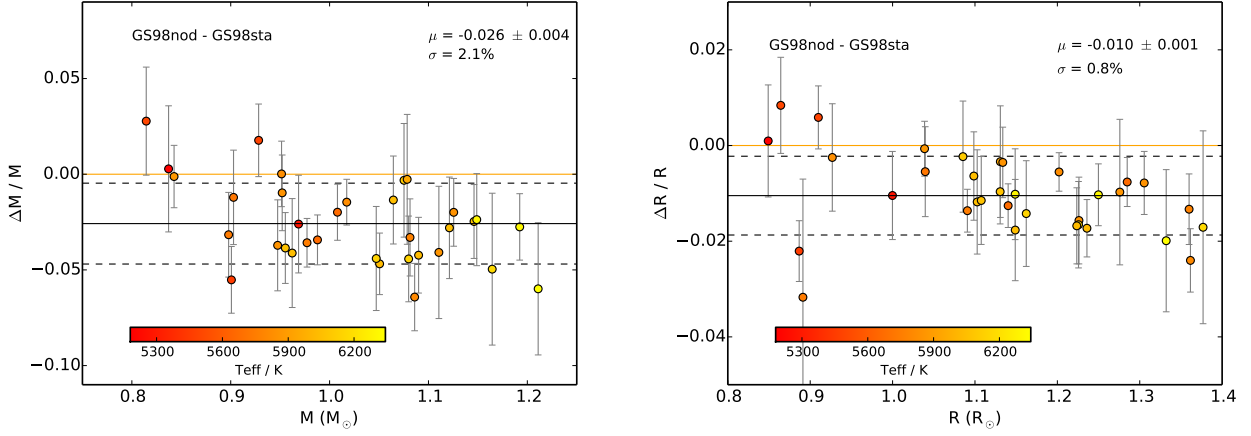 GS98nod - GS98sta
μ = -0.026 ± 0.004
σ = 2.1%
0.05
0.00
−0.05
−0.10
ΔM / M
5300 5600 5900 6200
Teff / K
0.8 0.9 1.0 1.1 1.2
M (M⊙)
GS98nod - GS98sta
μ = -0.010 ± 0.001
σ = 0.8%
0.02
0.00
−0.02
−0.04
ΔR / R
5300 5600 5900 6200
Teff / K
0.8 0.9 1.0 1.1 1.2 1.3 1.4
R (R⊙)